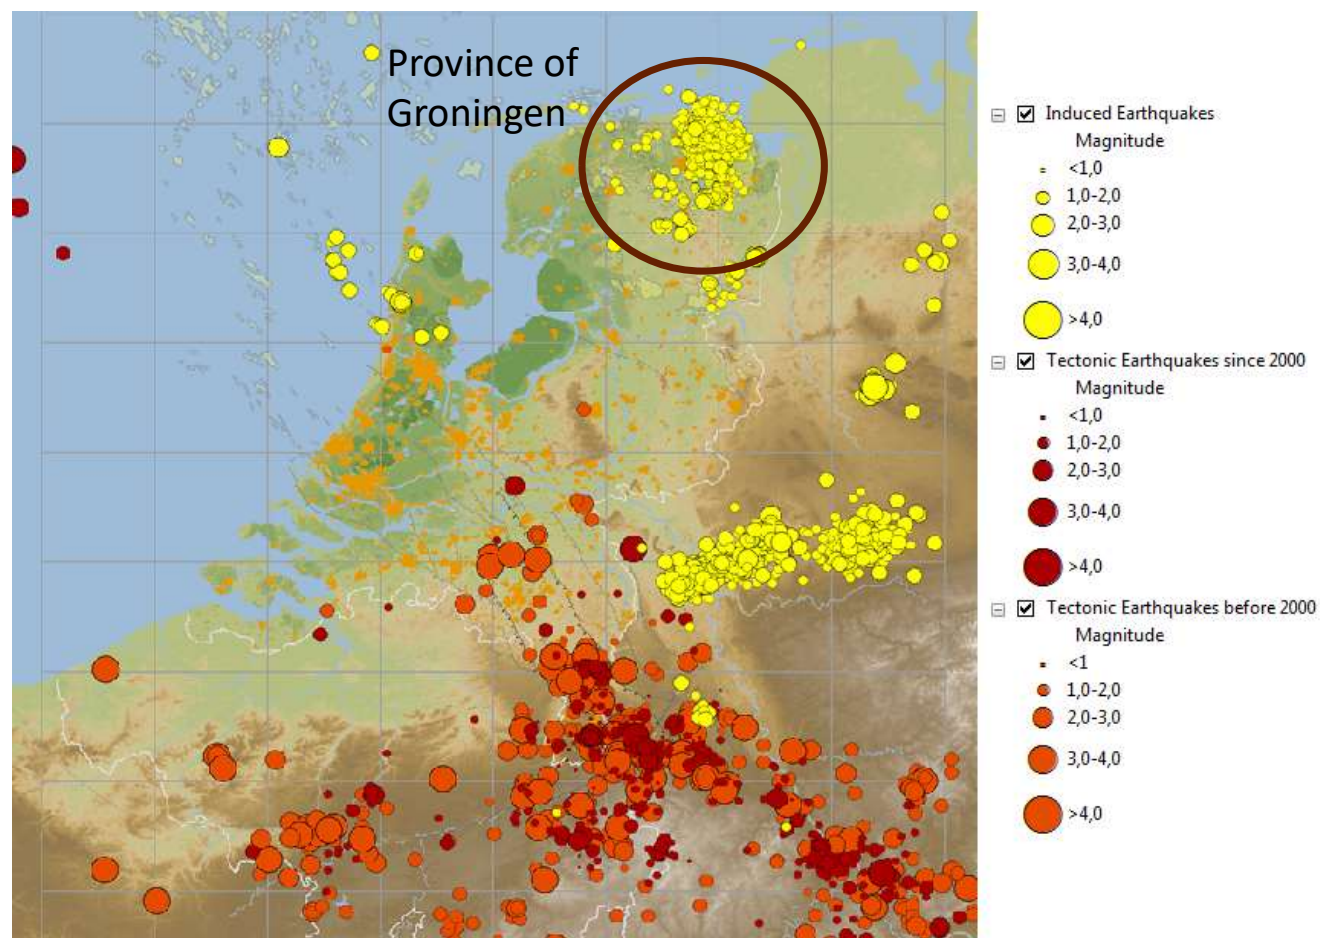 Province of
Groningen
Induced Earthquakes
Magnitude
<1,0
1,0-2,0
2,0-3,0
3,0-4,0
>4,0
Tectonic Earthquakes since 2000
Magnitude
<1,0
1,0-2,0
2,0-3,0
3,0-4,0
>4,0
Tectonic Earthquakes before 2000
Magnitude
<1
1,0-2,0
2,0-3,0
3,0-4,0
>4,0